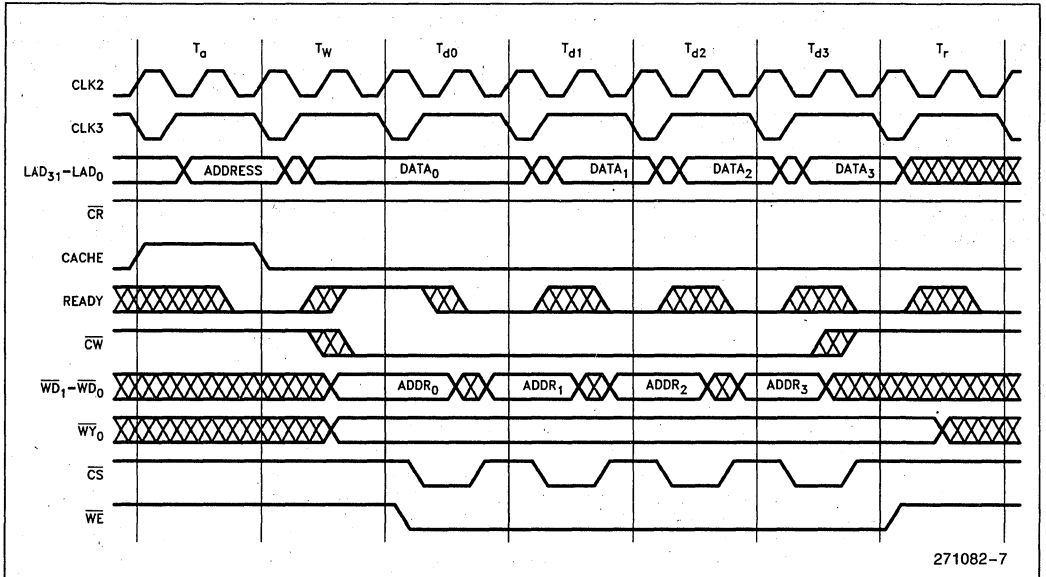 Ta TW Td0 Td1 Td2 Td3 Tr
CLK2
CLK3
LAD31-LAD0 ADDRESS DATA0 DATA1 DATA2 DATA3
CR
CACHE
READY
CW
WD1-WD0 ADDR0 ADDR1 ADDR2 ADDR3
WY0
CS
WE
271082-7